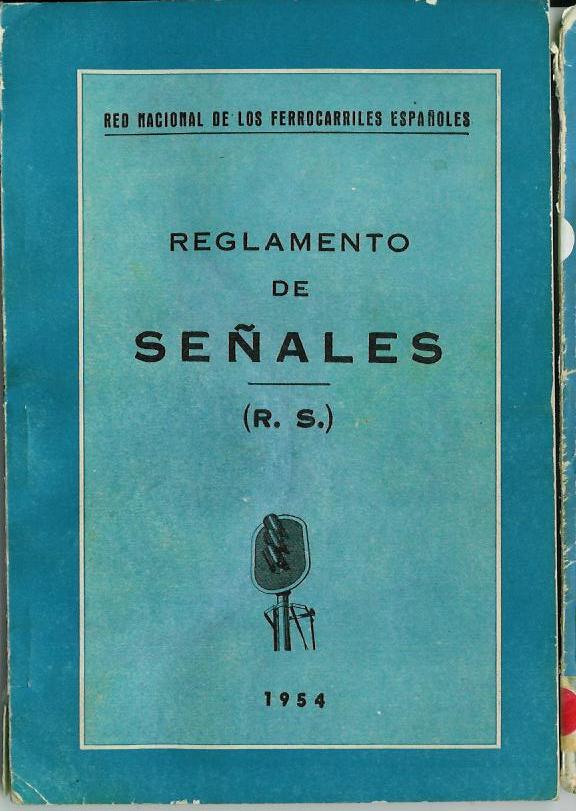 RED NACIONAL DE LOS FERROCARRILES ESPAÑOLES
REGLAMENTO
DE
SEÑALES
(R. S.)
1954